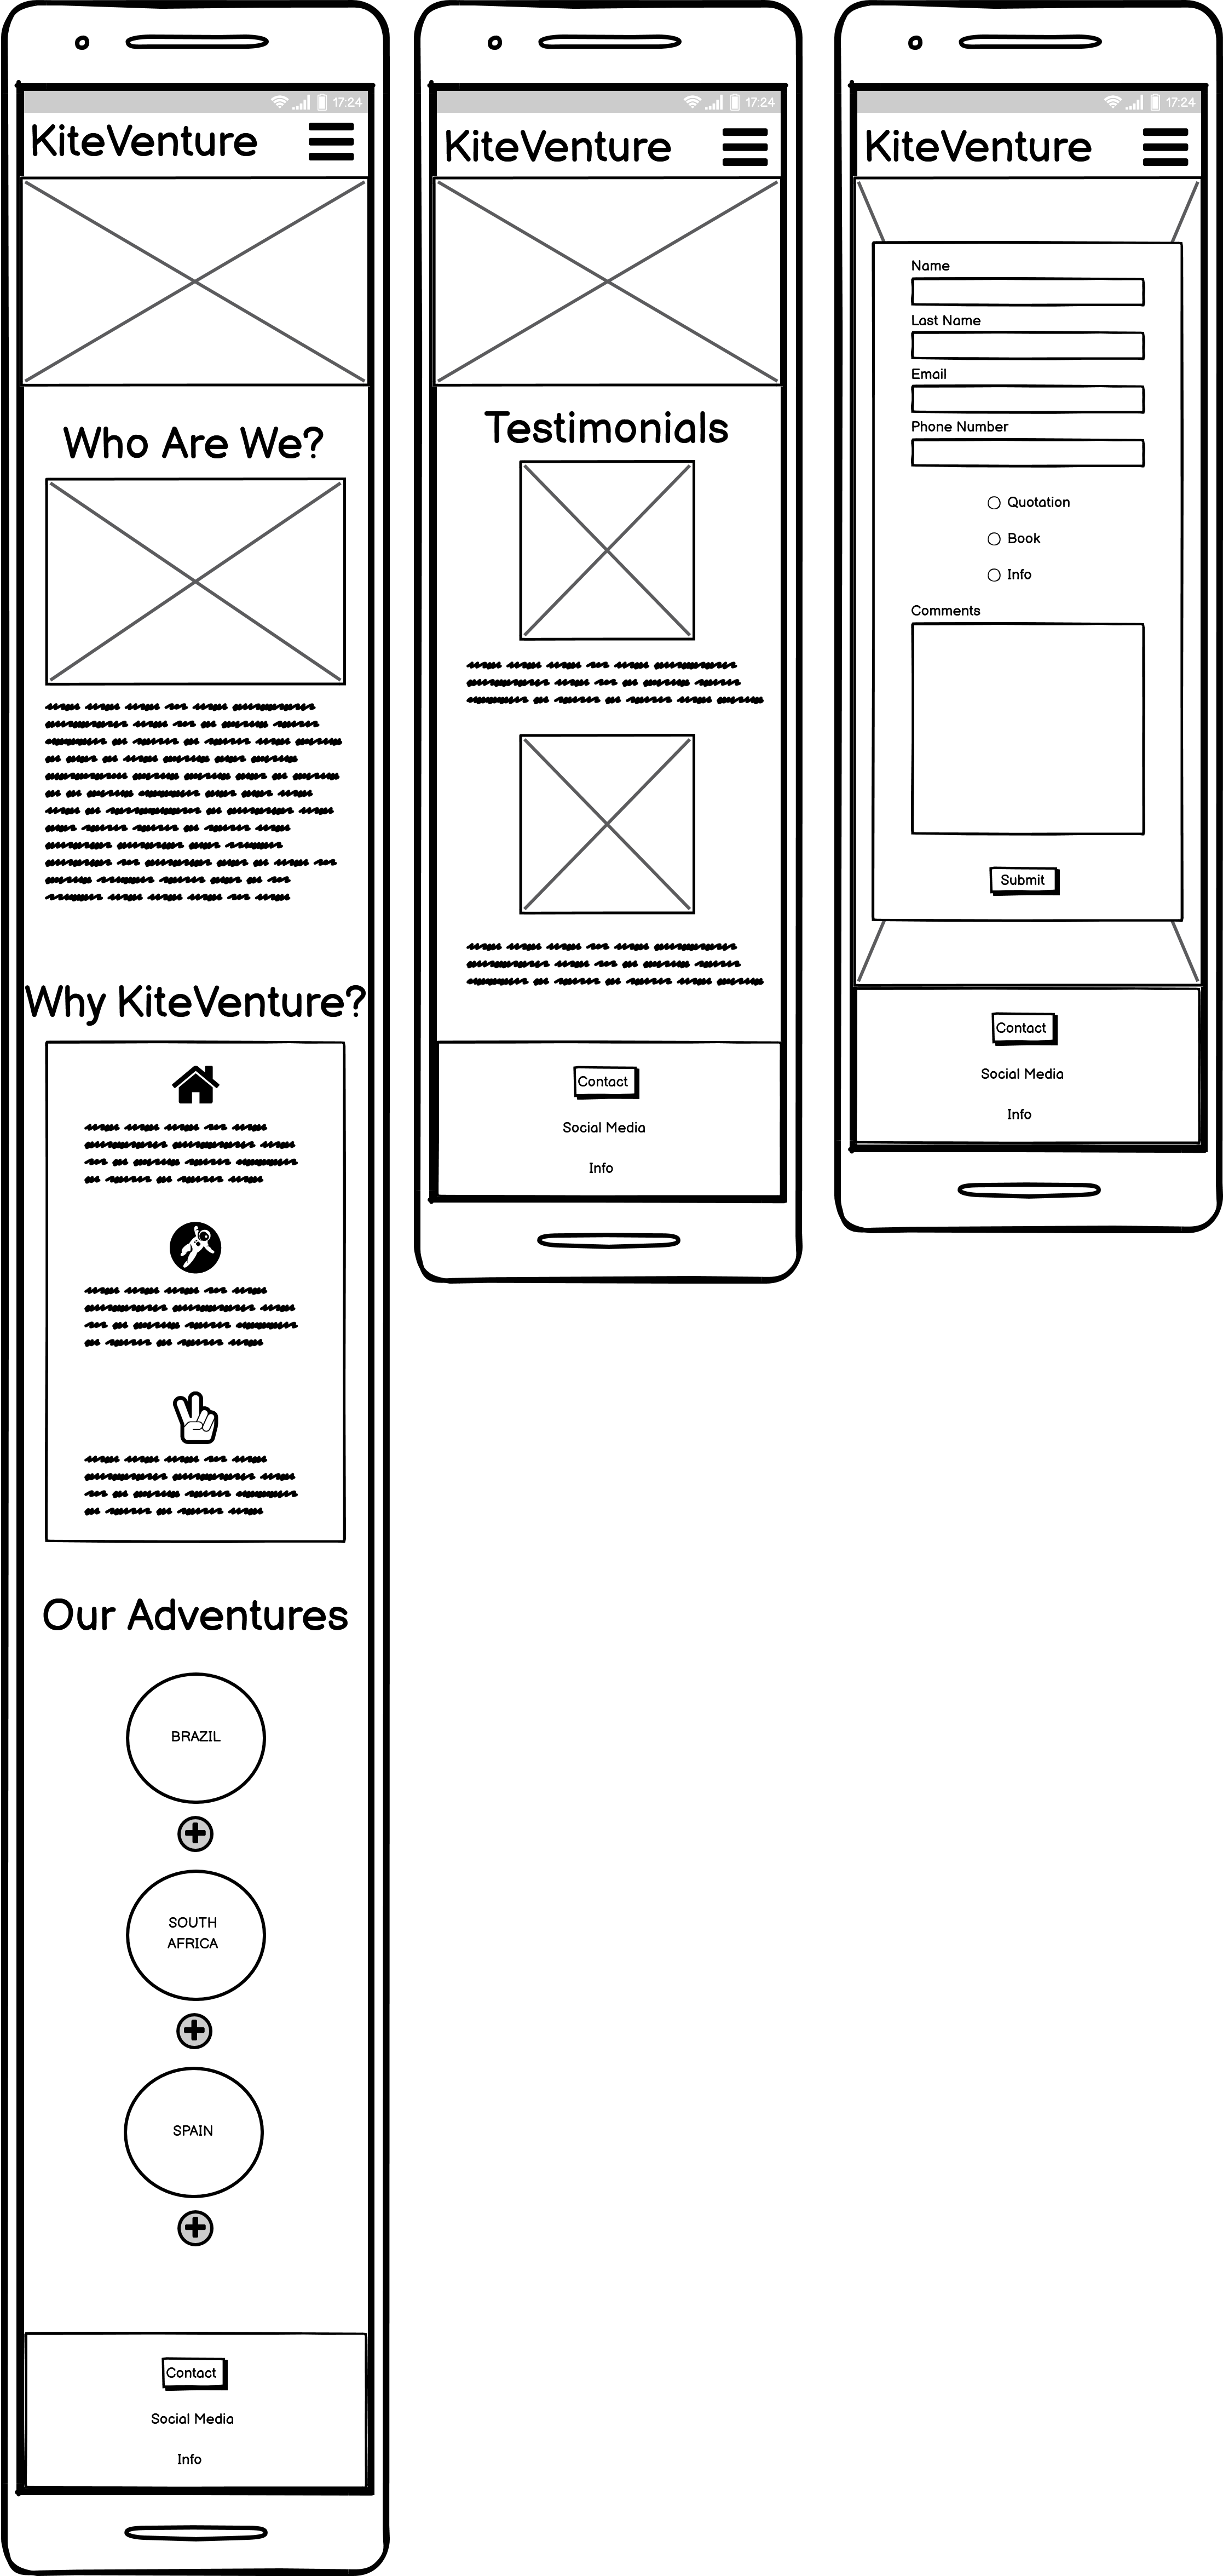 17:24
KiteVenture
Who Are We?
Why KiteVenture?
Our Adventures
BRAZIL
SOUTH
AFRICA
SPAIN
Contact
Social Media
Info
17:24
KiteVenture
Testimonials
Contact
Social Media
Info
17:24
KiteVenture
Name
Last Name
Email
Phone Number
Quotation
Book
Info
Comments
Submit
Contact
Social Media
Info